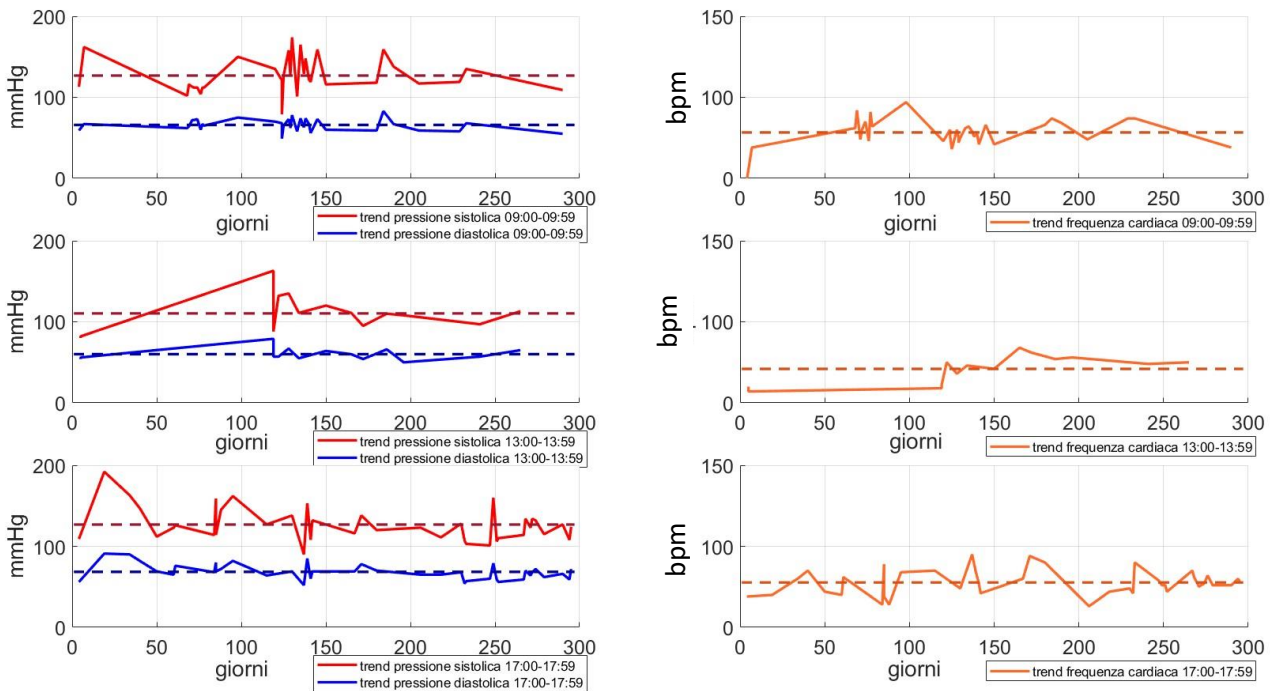 200
100
0
mmHg
0 50 100 150 200 250 300
giorni
trend pressione sistolica 09:00-09:59
trend pressione diastolica 09:00-09:59
150
100
50
0
bpm
0 50 100 150 200 250 300
giorni
trend frequenza cardiaca 09:00-09:59
200
100
0
mmHg
0 50 100 150 200 250 300
giorni
trend pressione sistolica 13:00-13:59
trend pressione diastolica 13:00-13:59
150
100
50
0
bpm
0 50 100 150 200 250 300
giorni
trend frequenza cardiaca 13:00-13:59
200
100
0
mmHg
0 50 100 150 200 250 300
giorni
trend pressione sistolica 17:00-17:59
trend pressione diastolica 17:00-17:59
150
100
50
0
bpm
0 50 100 150 200 250 300
giorni
trend frequenza cardiaca 17:00-17:59